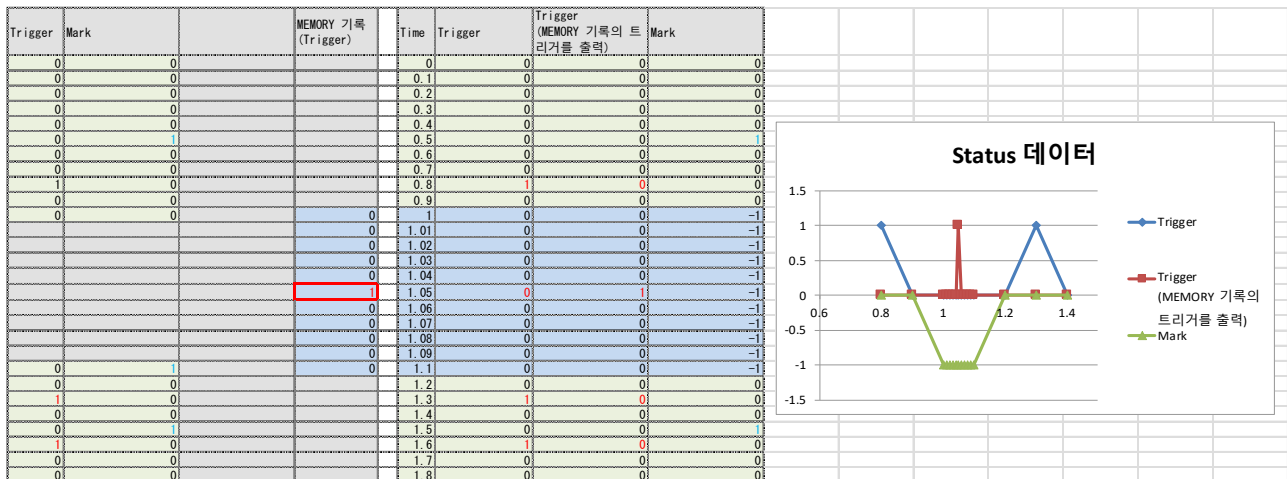 Trigger Mark MEMORY 기록 (Trigger) Time Trigger Trigger (MEMORY 기록의 트리거를 출력) Mark
0 0 0 0 0 0
0 0 0.1 0 0 0
0 0 0.2 0 0 0
0 0 0.3 0 0 0
0 0 0.4 0 0 0
0 1 0.5 0 0 1
0 0 0.6 0 0 0
0 0 0.7 0 0 0
1 0 0.8 1 0 0
0 0 0.9 0 0 0
0 0 0 1 0 0 -1
0 1.01 0 0 -1
0 1.02 0 0 -1
0 1.03 0 0 -1
0 1.04 0 0 -1
1 1.05 0 1 -1
0 1.06 0 0 -1
0 1.07 0 0 -1
0 1.08 0 0 -1
0 1.09 0 0 -1
0 1 0 1.1 0 0 -1
0 0 1.2 0 0 0
1 0 1.3 1 0 0
0 0 1.4 0 0 0
0 1 1.5 0 0 1
1 0 1.6 1 0 0
0 0 1.7 0 0 0
0 0 1.8 0 0 0
Status 데이터
1.5
1
0.5
0
-0.5
-1
-1.5
0.6 0.8 1 1.2 1.4
Trigger
Trigger
(MEMORY 기록의
트리거를 출력)
Mark